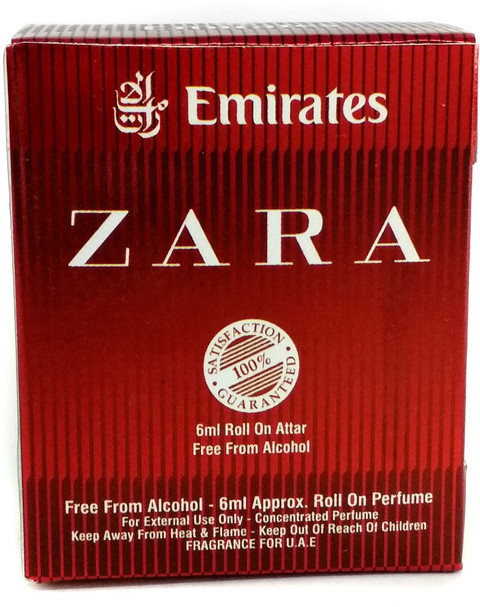 Emirates
ZARA
SATISFACTION
100%
GUARANTEED
6ml Roll On Attar
Free From Alcohol
Free From Alcohol - 6ml Approx. Roll On Perfume
For External Use Only - Concentrated Perfume
Keep Away From Heat & Flame - Keep Out Of Reach Of Children
FRAGRANCE FOR U.A.E